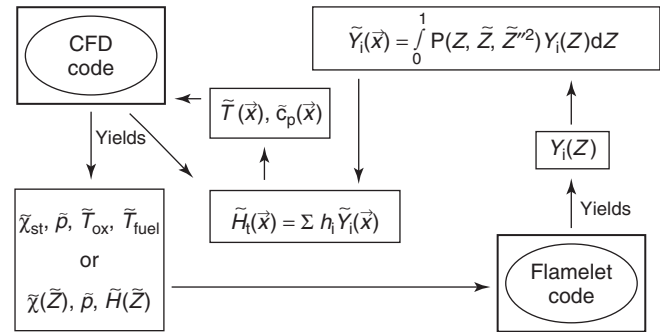 CFD
code
Ỹᵢ(x⃗) = ∫₀¹ P(Z, Z̃, Z̃″²) Yᵢ(Z)dZ
T̃(x⃗), c̃ₚ(x⃗)
Yields
Yᵢ(Z)
H̃ₜ(x⃗) = Σ hᵢỸᵢ(x⃗)
Yields
χ̃st, p̃, T̃ox, T̃fuel
or
χ̃(Z̃), p̃, H̃(Z̃)
Flamelet
code